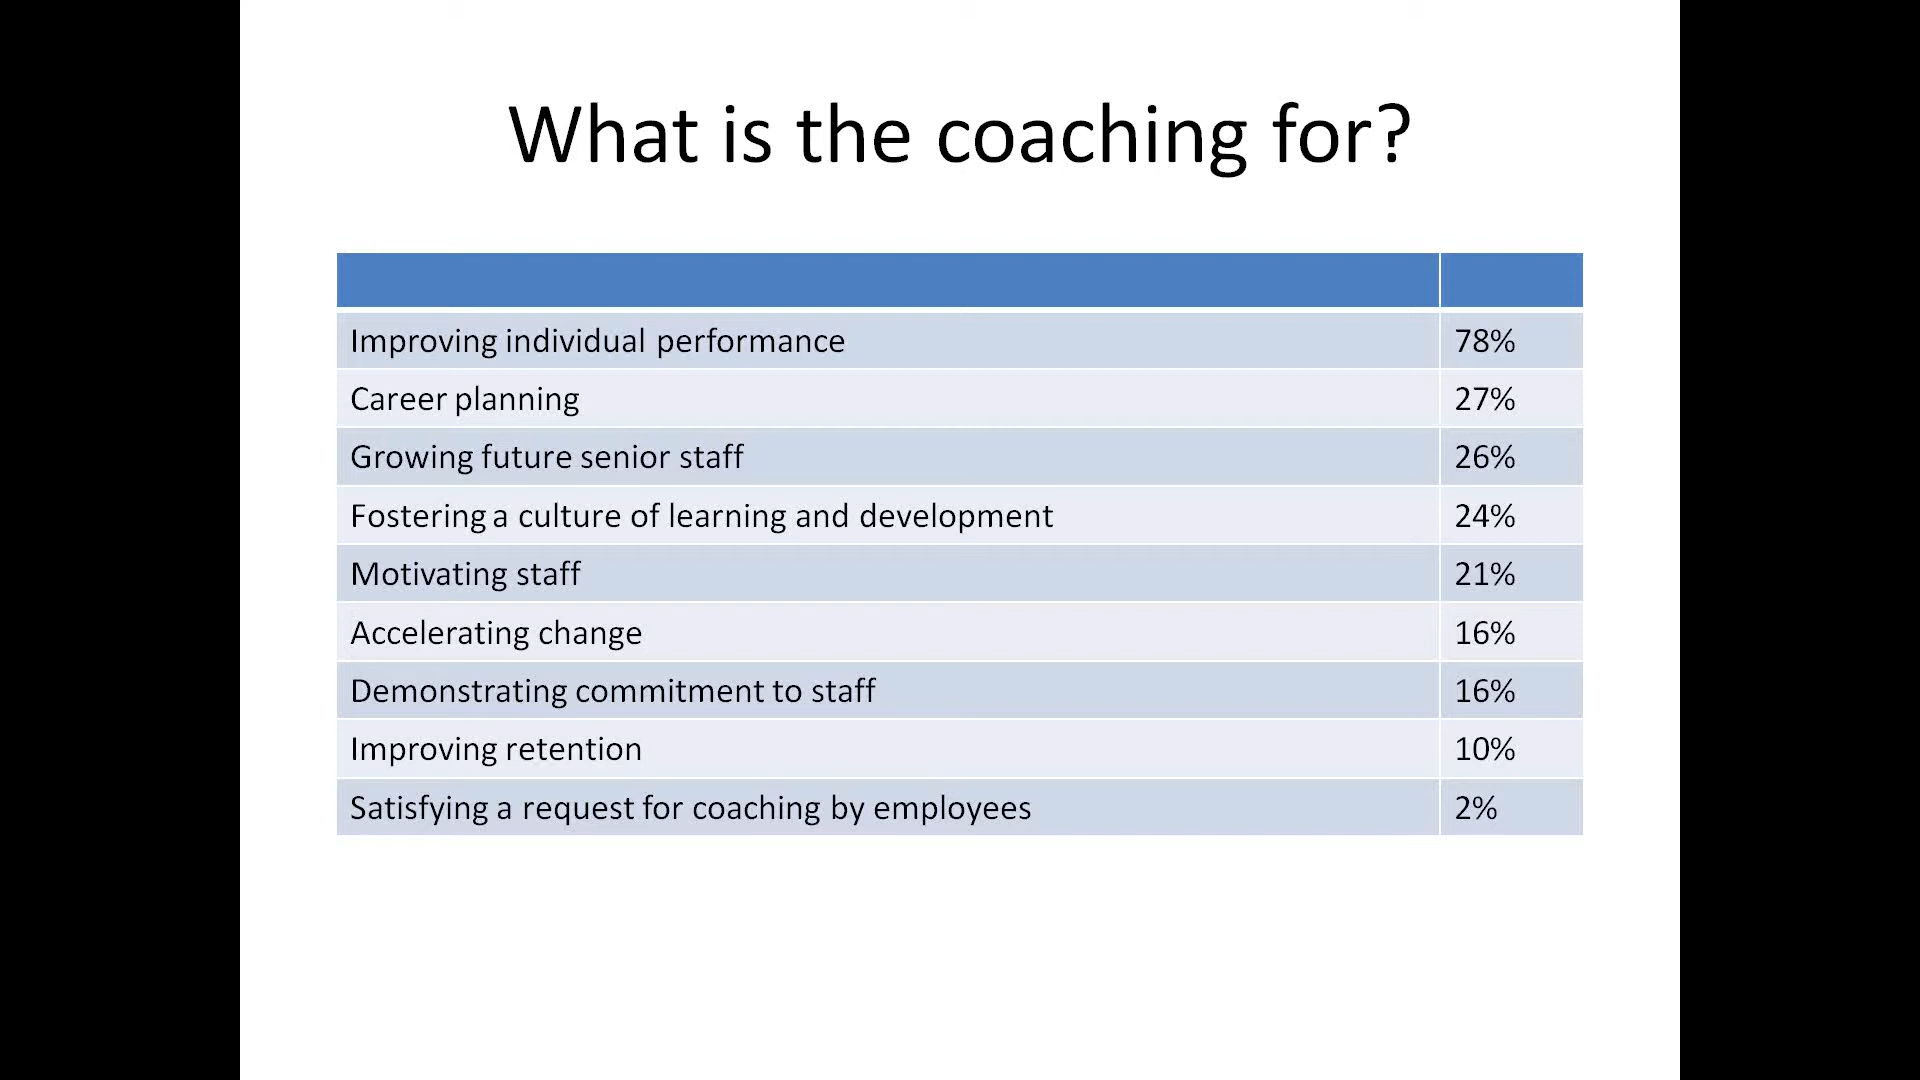 What is the coaching for?
Improving individual performance 78%
Career planning 27%
Growing future senior staff 26%
Fostering a culture of learning and development 24%
Motivating staff 21%
Accelerating change 16%
Demonstrating commitment to staff 16%
Improving retention 10%
Satisfying a request for coaching by employees 2%